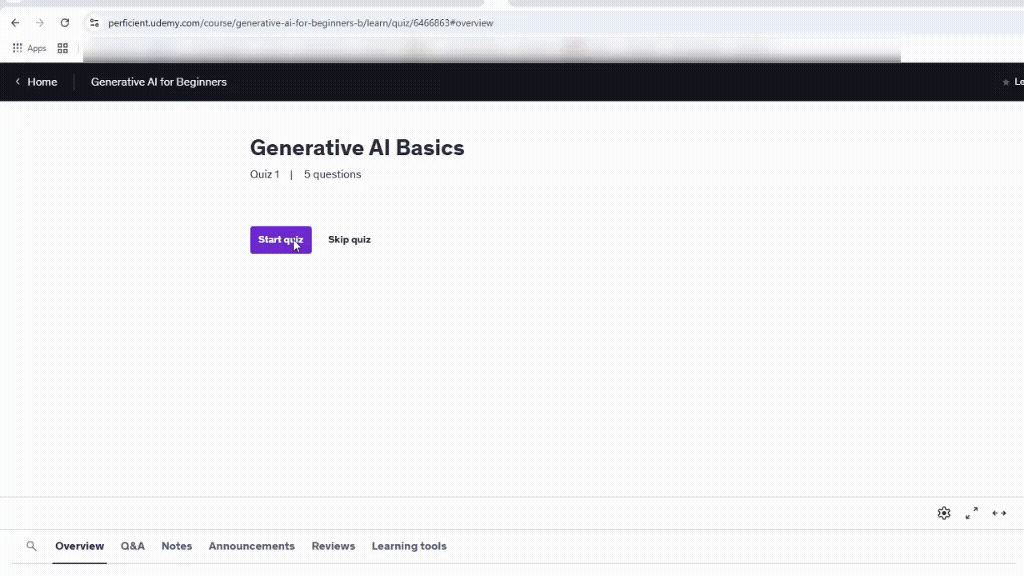 perficient.udemy.com/course/generative-ai-for-beginners-b/learn/quiz/6466863#overview
Apps
Home
Generative AI for Beginners
Le
Generative AI Basics
Quiz 1 | 5 questions
Start quiz
Skip quiz
Overview
Q&A
Notes
Announcements
Reviews
Learning tools